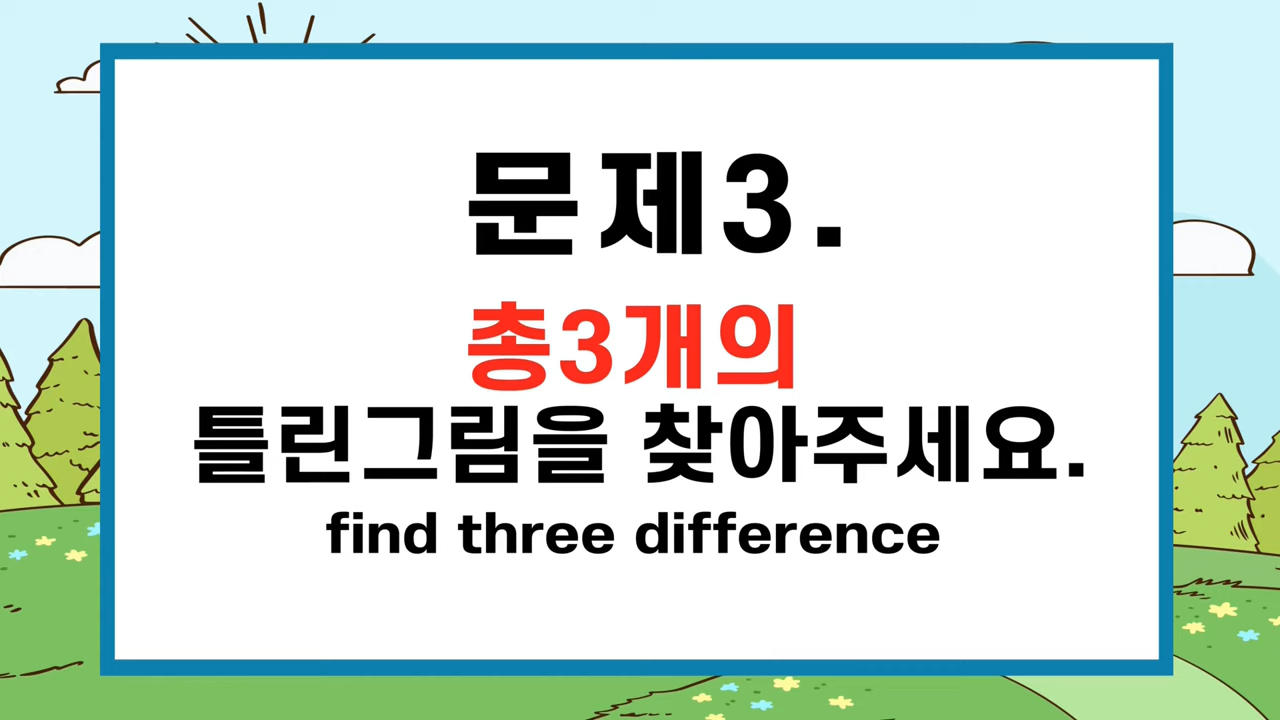 문제3.
총3개의
틀린그림을 찾아주세요.
find three difference